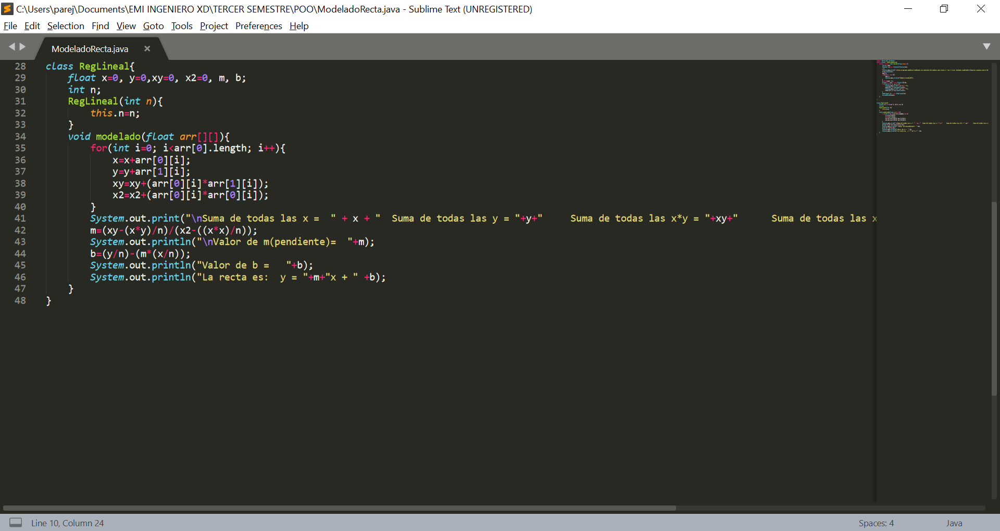 C:\Users\parej\Documents\EMI INGENIERO XD\TERCER SEMESTRE\POO\ModeladoRecta.java - Sublime Text (UNREGISTERED)
File Edit Selection Find View Goto Tools Project Preferences Help
ModeladoRecta.java ×
28 class RegLineal{
29     float x=0, y=0,xy=0, x2=0, m, b;
30     int n;
31     RegLineal(int n){
32         this.n=n;
33     }
34     void modelado(float arr[][]){
35         for(int i=0; i<arr[0].length; i++){
36             x=x+arr[0][i];
37             y=y+arr[1][i];
38             xy=xy+(arr[0][i]*arr[1][i]);
39             x2=x2+(arr[0][i]*arr[0][i]);
40         }
41         System.out.print("\nSuma de todas las x =  " + x + "  Suma de todas las y = "+y+"     Suma de todas las x*y = "+xy+"      Suma de todas las x
42         m=(xy-(x*y)/n)/(x2-((x*x)/n));
43         System.out.println("\nValor de m(pendiente)=  "+m);
44         b=(y/n)-(m*(x/n));
45         System.out.println("Valor de b =   "+b);
46         System.out.println("La recta es:  y = "+m+"x + " +b);
47     }
48 }
Line 10, Column 24 Spaces: 4 Java